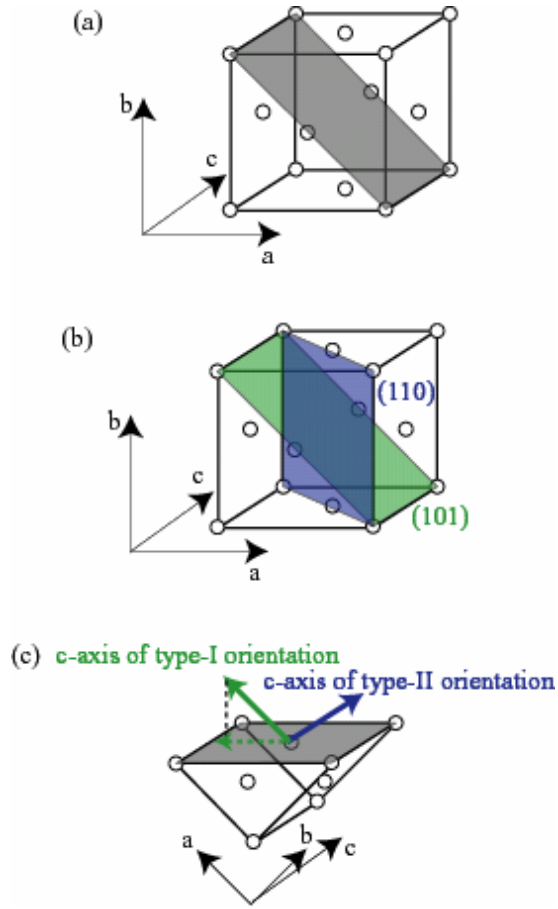 (a)
b
c
a
(b)
(110)
b
c
(101)
a
(c) c-axis of type-I orientation
c-axis of type-II orientation
a
b
c